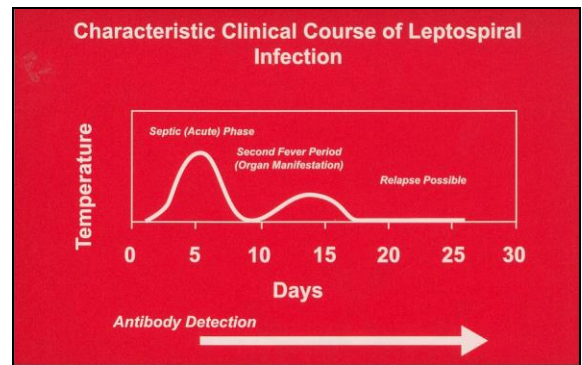 Characteristic Clinical Course of Leptospiral
Infection
Septic (Acute) Phase
Second Fever Period
(Organ Manifestation)
Relapse Possible
Temperature
0 5 10 15 20 25 30
Days
Antibody Detection